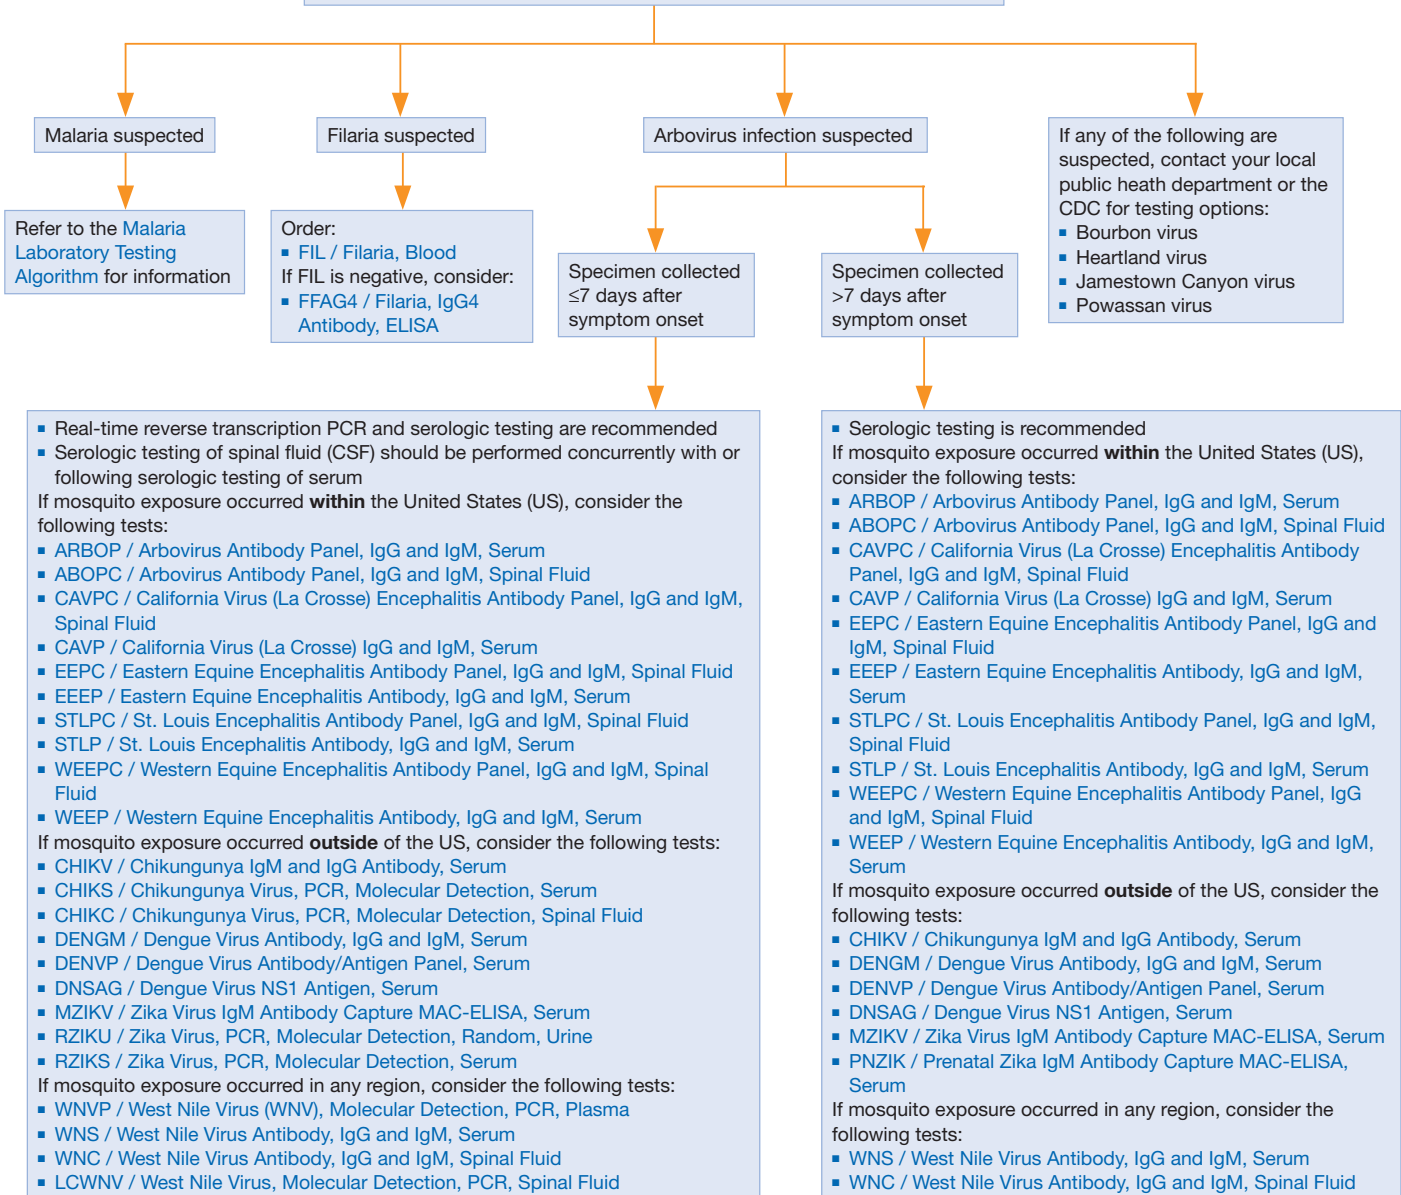 Malaria suspected
Filaria suspected
Arbovirus infection suspected
If any of the following are
suspected, contact your local
public heath department or the
CDC for testing options:
▪ Bourbon virus
▪ Heartland virus
▪ Jamestown Canyon virus
▪ Powassan virus
Refer to the Malaria
Laboratory Testing
Algorithm for information
Order:
▪ FIL / Filaria, Blood
If FIL is negative, consider:
▪ FFAG4 / Filaria, IgG4
Antibody, ELISA
Specimen collected
≤7 days after
symptom onset
Specimen collected
>7 days after
symptom onset
▪ Real-time reverse transcription PCR and serologic testing are recommended
▪ Serologic testing of spinal fluid (CSF) should be performed concurrently with or
following serologic testing of serum
If mosquito exposure occurred within the United States (US), consider the
following tests:
▪ ARBOP / Arbovirus Antibody Panel, IgG and IgM, Serum
▪ ABOPC / Arbovirus Antibody Panel, IgG and IgM, Spinal Fluid
▪ CAVPC / California Virus (La Crosse) Encephalitis Antibody Panel, IgG and IgM,
Spinal Fluid
▪ CAVP / California Virus (La Crosse) IgG and IgM, Serum
▪ EEPC / Eastern Equine Encephalitis Antibody Panel, IgG and IgM, Spinal Fluid
▪ EEEP / Eastern Equine Encephalitis Antibody, IgG and IgM, Serum
▪ STLPC / St. Louis Encephalitis Antibody Panel, IgG and IgM, Spinal Fluid
▪ STLP / St. Louis Encephalitis Antibody, IgG and IgM, Serum
▪ WEEPC / Western Equine Encephalitis Antibody Panel, IgG and IgM, Spinal
Fluid
▪ WEEP / Western Equine Encephalitis Antibody, IgG and IgM, Serum
If mosquito exposure occurred outside of the US, consider the following tests:
▪ CHIKV / Chikungunya IgM and IgG Antibody, Serum
▪ CHIKS / Chikungunya Virus, PCR, Molecular Detection, Serum
▪ CHIKC / Chikungunya Virus, PCR, Molecular Detection, Spinal Fluid
▪ DENGM / Dengue Virus Antibody, IgG and IgM, Serum
▪ DENVP / Dengue Virus Antibody/Antigen Panel, Serum
▪ DNSAG / Dengue Virus NS1 Antigen, Serum
▪ MZIKV / Zika Virus IgM Antibody Capture MAC-ELISA, Serum
▪ RZIKU / Zika Virus, PCR, Molecular Detection, Random, Urine
▪ RZIKS / Zika Virus, PCR, Molecular Detection, Serum
If mosquito exposure occurred in any region, consider the following tests:
▪ WNVP / West Nile Virus (WNV), Molecular Detection, PCR, Plasma
▪ WNS / West Nile Virus Antibody, IgG and IgM, Serum
▪ WNC / West Nile Virus Antibody, IgG and IgM, Spinal Fluid
▪ LCWNV / West Nile Virus, Molecular Detection, PCR, Spinal Fluid
▪ Serologic testing is recommended
If mosquito exposure occurred within the United States (US),
consider the following tests:
▪ ARBOP / Arbovirus Antibody Panel, IgG and IgM, Serum
▪ ABOPC / Arbovirus Antibody Panel, IgG and IgM, Spinal Fluid
▪ CAVPC / California Virus (La Crosse) Encephalitis Antibody
Panel, IgG and IgM, Spinal Fluid
▪ CAVP / California Virus (La Crosse) IgG and IgM, Serum
▪ EEPC / Eastern Equine Encephalitis Antibody Panel, IgG and
IgM, Spinal Fluid
▪ EEEP / Eastern Equine Encephalitis Antibody, IgG and IgM,
Serum
▪ STLPC / St. Louis Encephalitis Antibody Panel, IgG and IgM,
Spinal Fluid
▪ STLP / St. Louis Encephalitis Antibody, IgG and IgM, Serum
▪ WEEPC / Western Equine Encephalitis Antibody Panel, IgG
and IgM, Spinal Fluid
▪ WEEP / Western Equine Encephalitis Antibody, IgG and IgM,
Serum
If mosquito exposure occurred outside of the US, consider the
following tests:
▪ CHIKV / Chikungunya IgM and IgG Antibody, Serum
▪ DENGM / Dengue Virus Antibody, IgG and IgM, Serum
▪ DENVP / Dengue Virus Antibody/Antigen Panel, Serum
▪ DNSAG / Dengue Virus NS1 Antigen, Serum
▪ MZIKV / Zika Virus IgM Antibody Capture MAC-ELISA, Serum
▪ PNZIK / Prenatal Zika IgM Antibody Capture MAC-ELISA,
Serum
If mosquito exposure occurred in any region, consider the
following tests:
▪ WNS / West Nile Virus Antibody, IgG and IgM, Serum
▪ WNC / West Nile Virus Antibody, IgG and IgM, Spinal Fluid